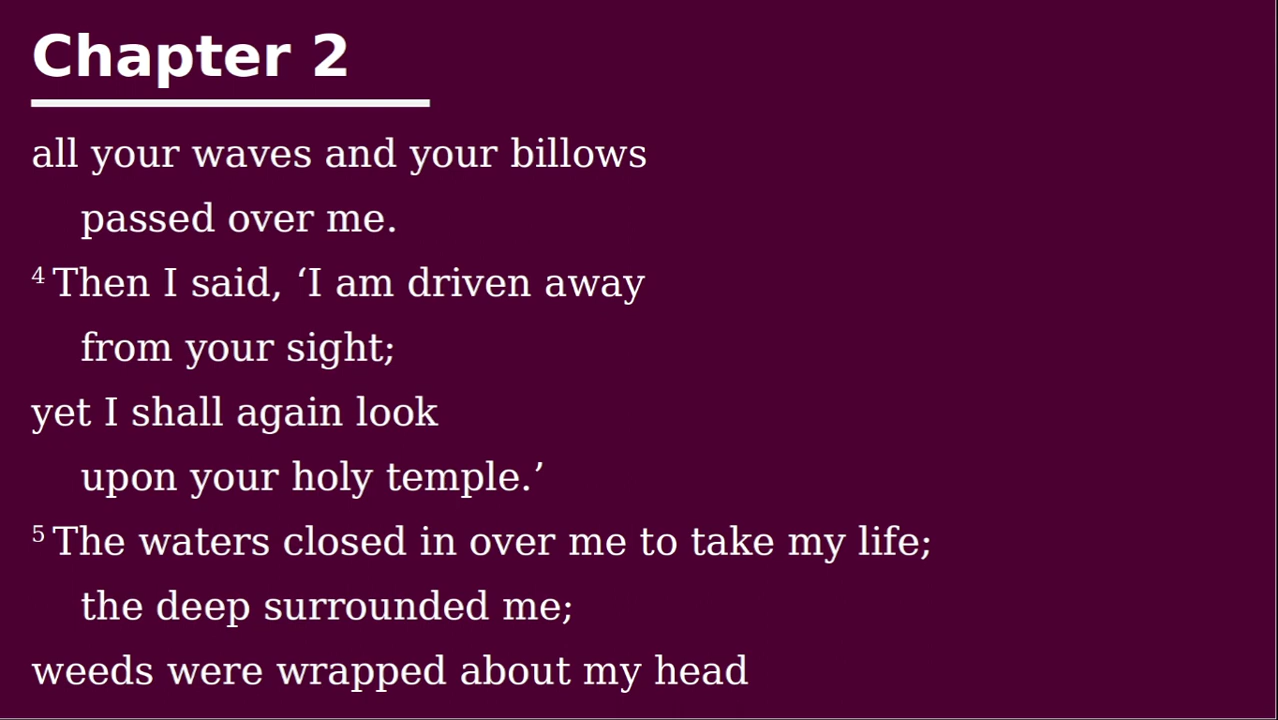 Chapter 2
all your waves and your billows
passed over me.
4 Then I said, ‘I am driven away
from your sight;
yet I shall again look
upon your holy temple.’
5 The waters closed in over me to take my life;
the deep surrounded me;
weeds were wrapped about my head